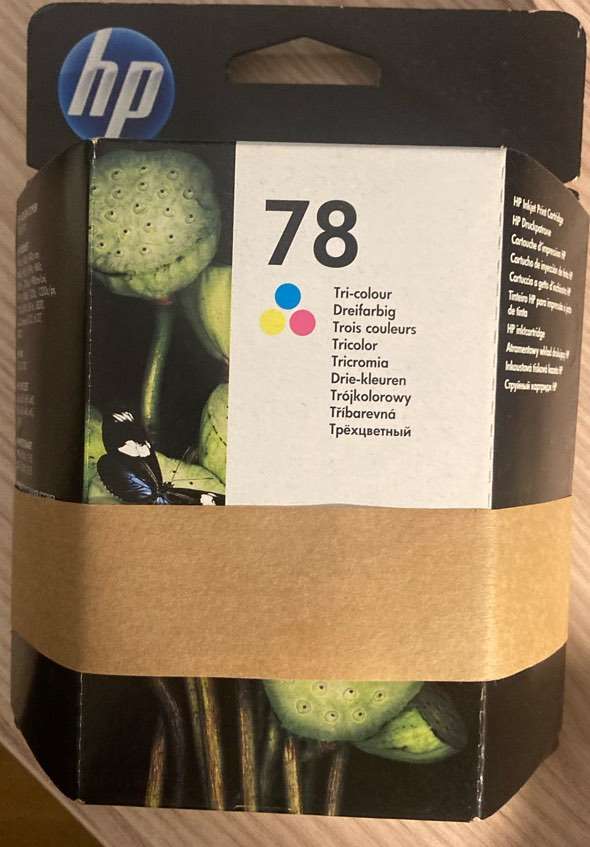 hp
78
Tri-colour
Dreifarbig
Trois couleurs
Tricolor
Tricromia
Drie-kleuren
Trójkolorowy
Tříbarevná
Трёхцветный
HP Inkjet Print Cartridge
HP Druckpatrone
Cartouche d'impression HP
Cartucho de inyección de tinta HP
Cartuccia a getto d'inchiostro HP
Tinteiro HP para impressão a jato
de tinta
HP inktcartridge
Atramentowy wkład drukujący HP
Inkoustová tisková kazeta HP
Струйный картридж HP